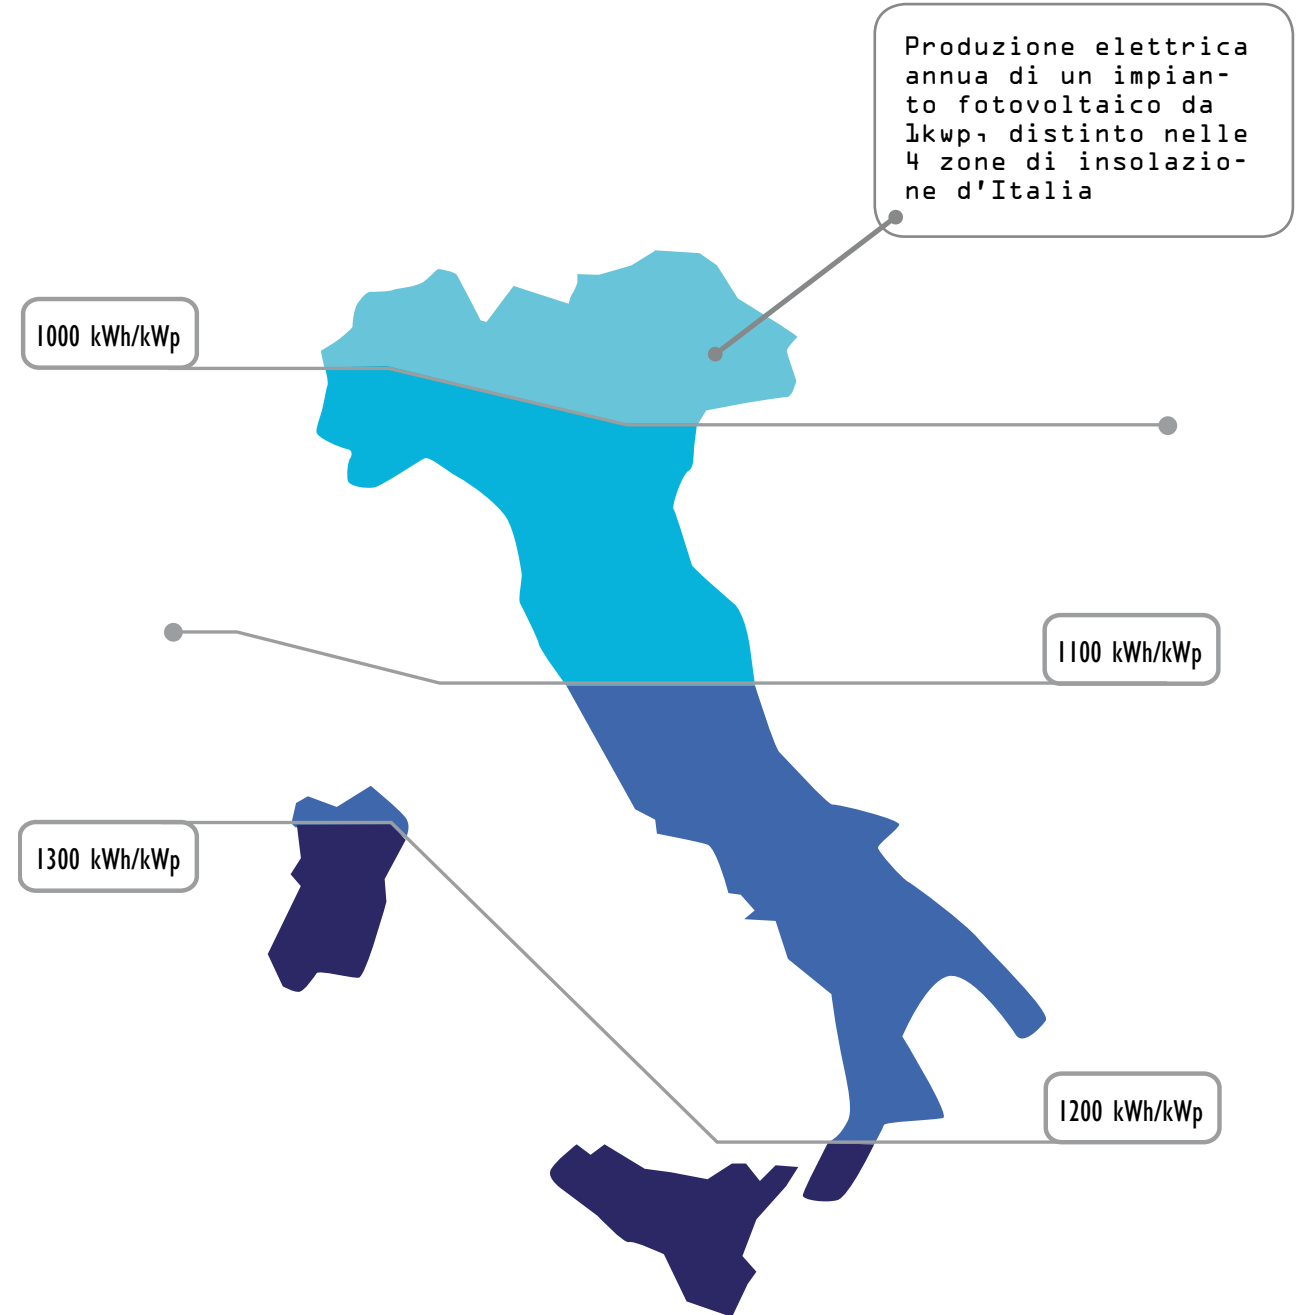 Produzione elettrica
annua di un impian-
to fotovoltaico da
1kwp, distinto nelle
4 zone di insolazio-
ne d'Italia
1000 kWh/kWp
1100 kWh/kWp
1300 kWh/kWp
1200 kWh/kWp